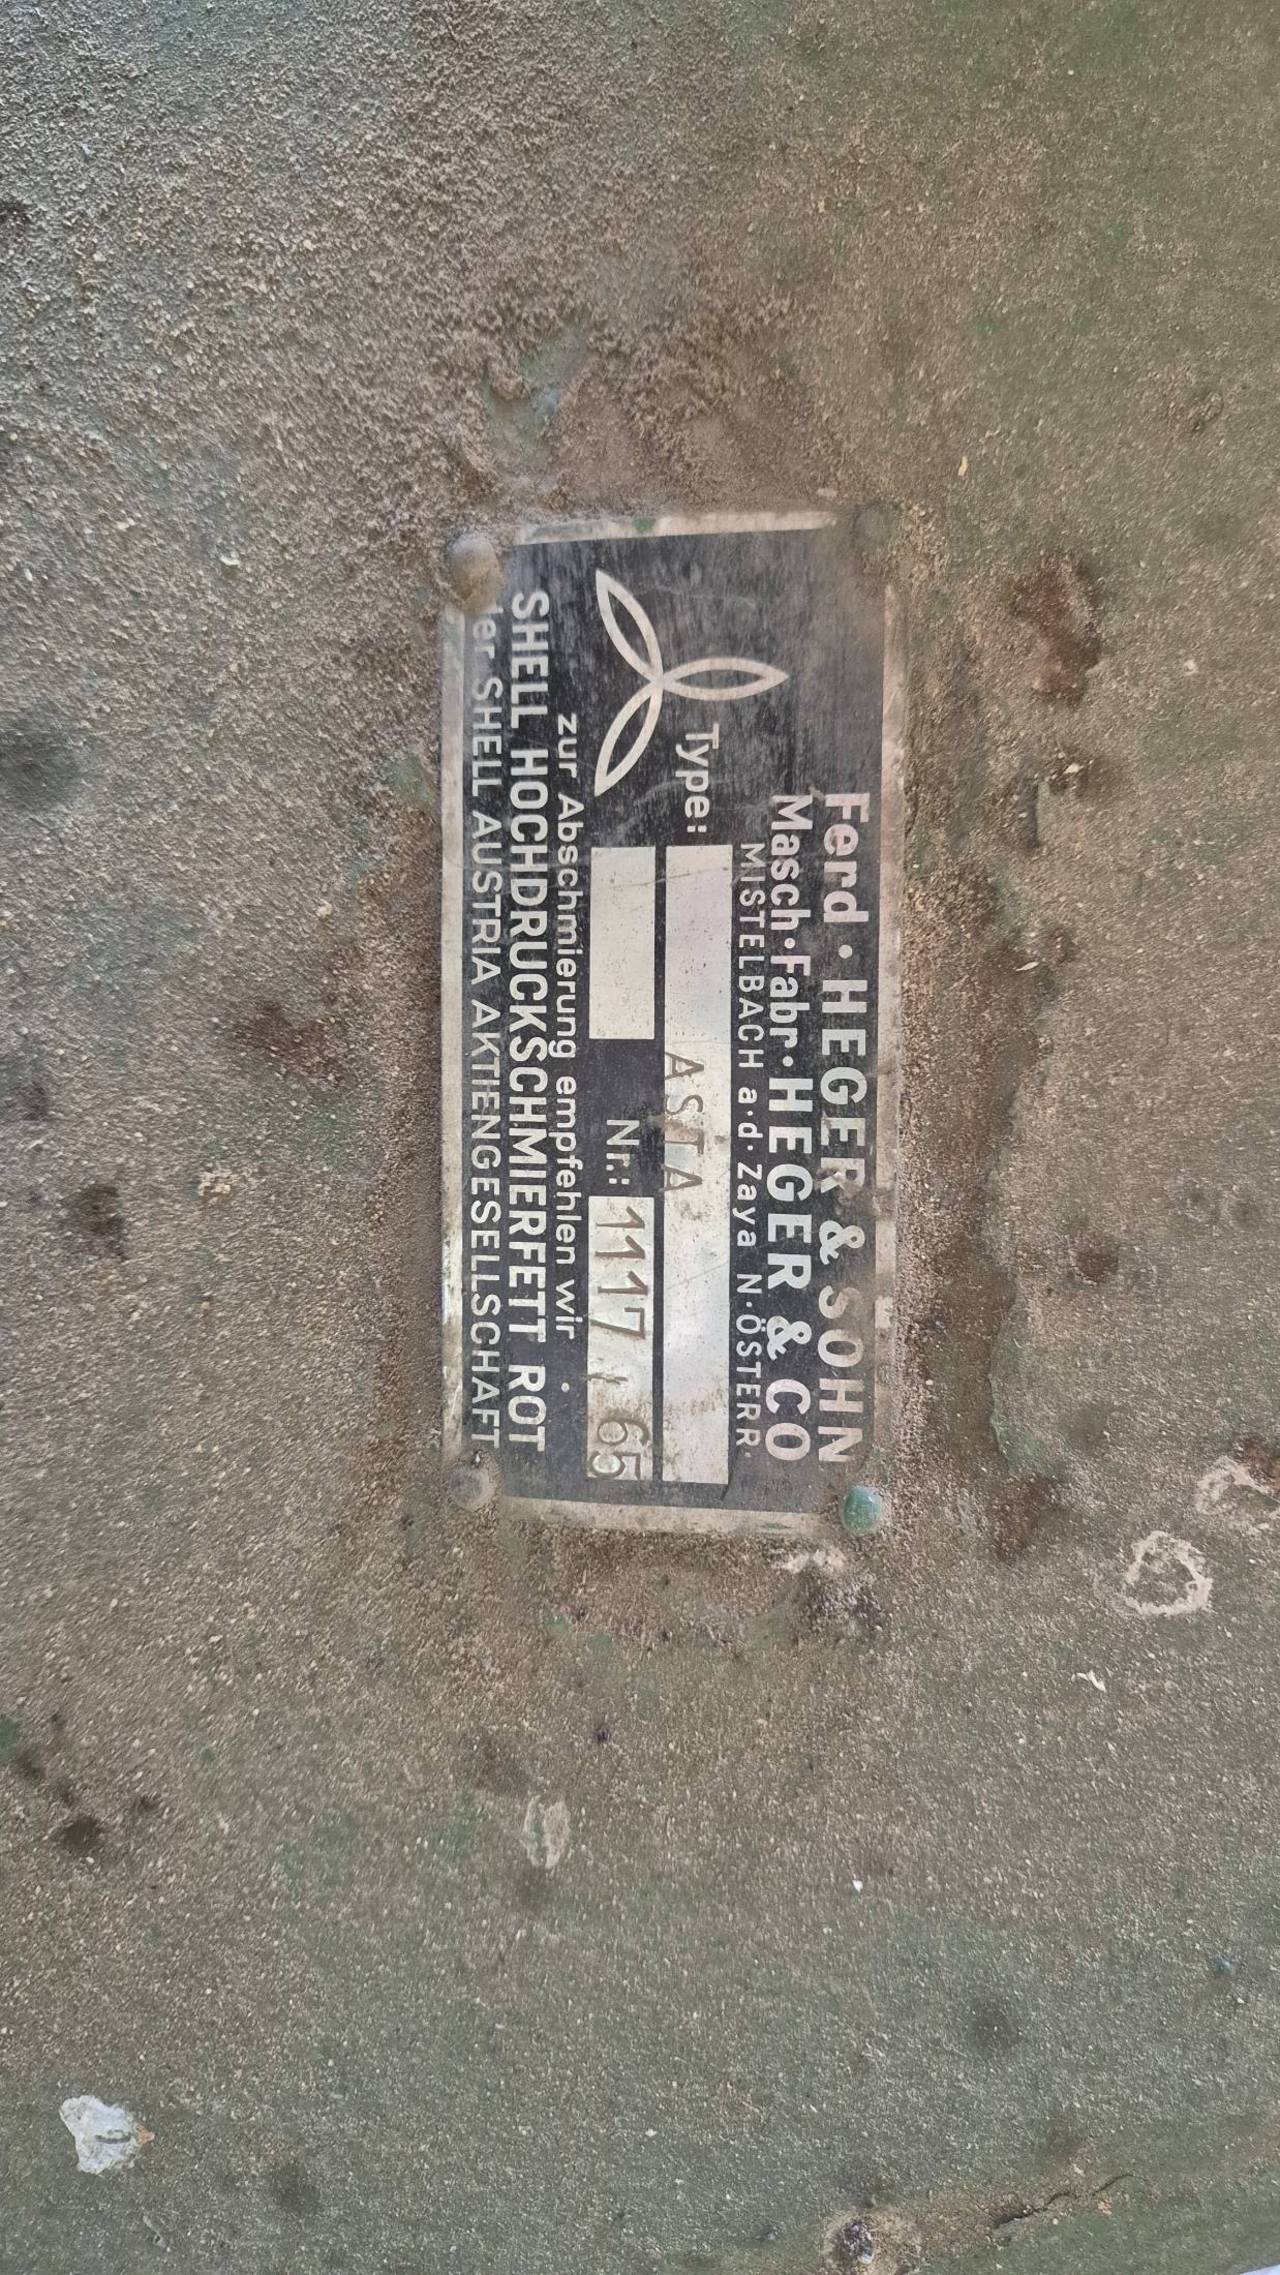 Ferd · HEGER & SOHN
Masch·Fabr·HEGER & CO
MISTELBACH a·d· Zaya N·ÖSTERR·
Type: ASTA
Nr.: 1117 / 65
zur Abschmierung empfehlen wir
SHELL HOCHDRUCKSCHMIERFETT ROT
der SHELL AUSTRIA AKTIENGESELLSCHAFT